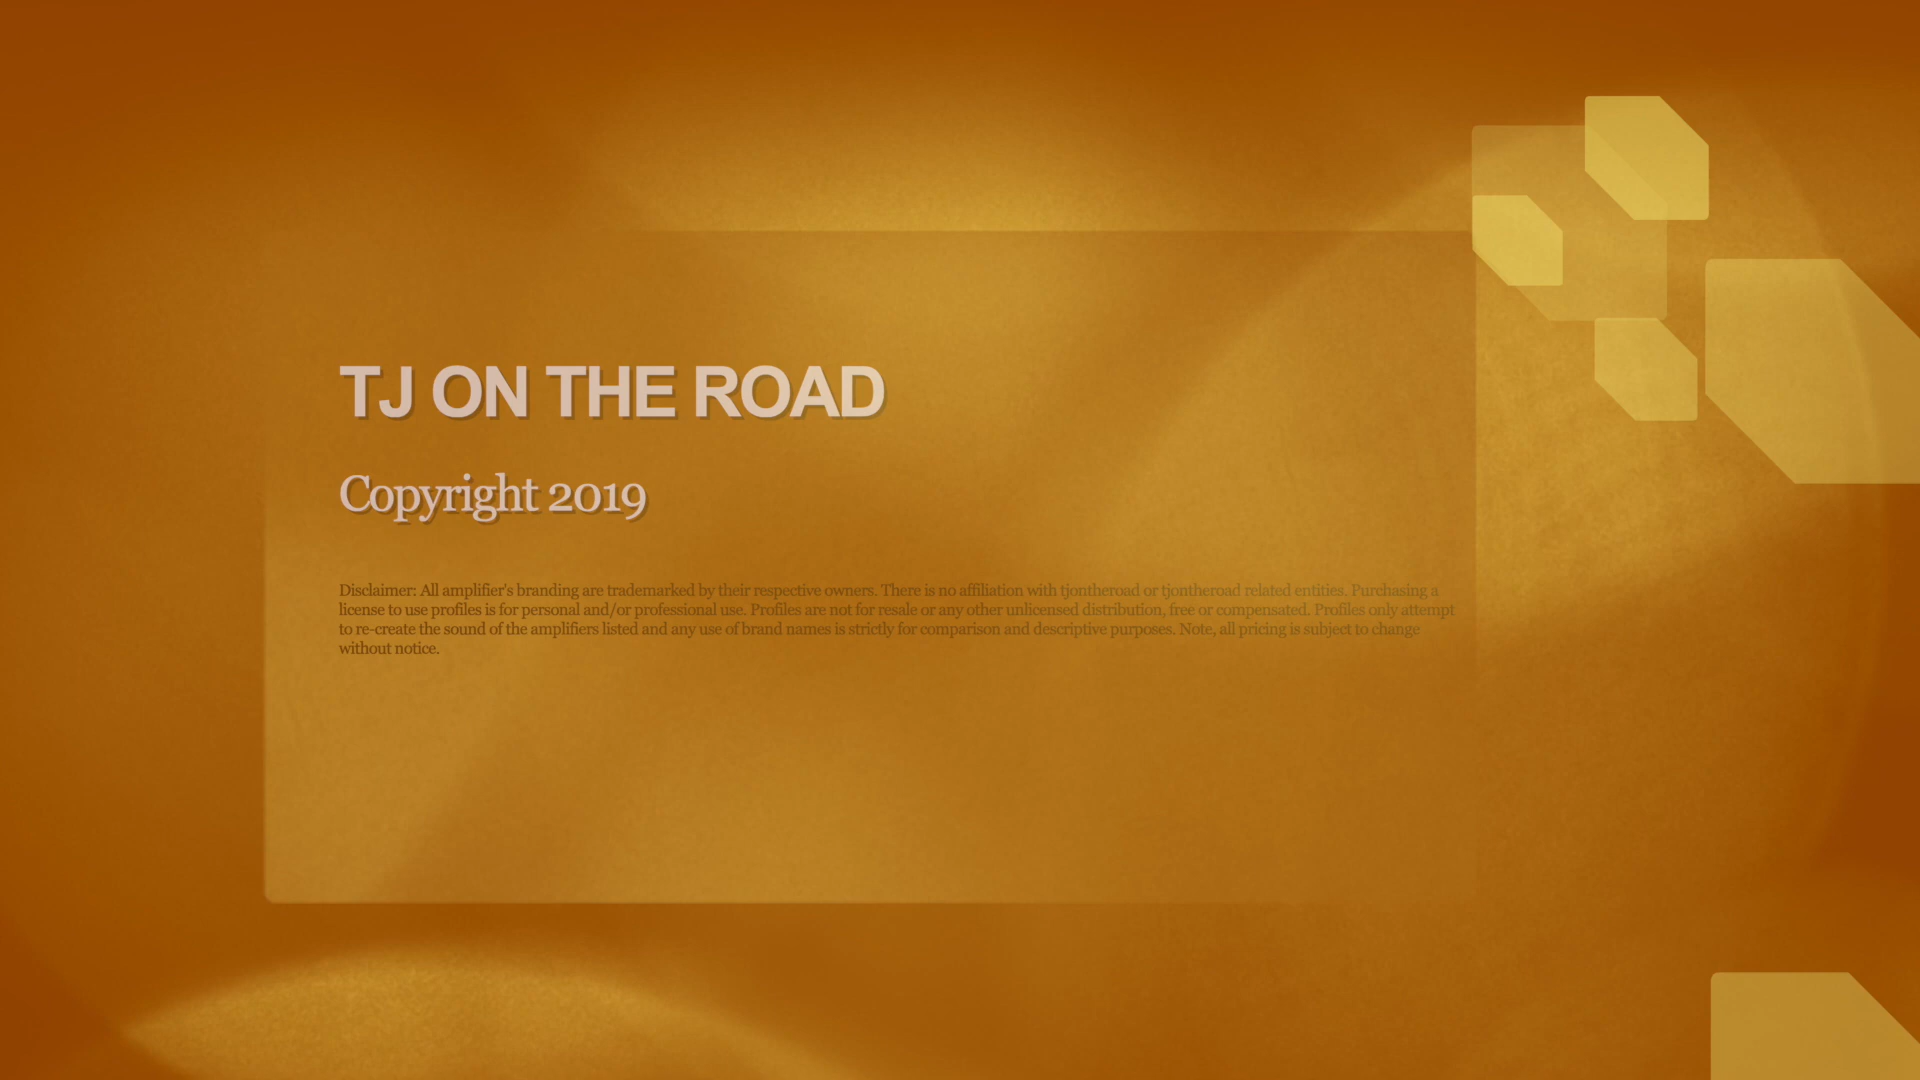 TJ ON THE ROAD
Copyright 2019
Disclaimer: All amplifier's branding are trademarked by their respective owners. There is no affiliation with tjontheroad or tjontheroad related entities. Purchasing a
license to use profiles is for personal and/or professional use. Profiles are not for resale or any other unlicensed distribution, free or compensated. Profiles only attempt
to re-create the sound of the amplifiers listed and any use of brand names is strictly for comparison and descriptive purposes. Note, all pricing is subject to change
without notice.